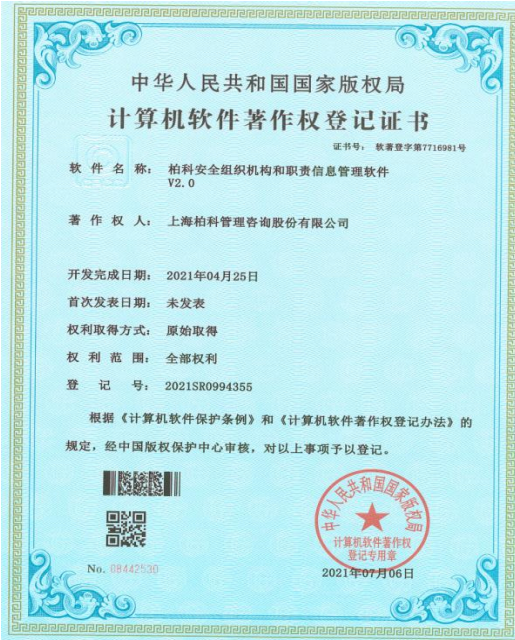 中华人民共和国国家版权局
计算机软件著作权登记证书
证书号： 软著登字第7716981号
软件名称： 柏科安全组织机构和职责信息管理软件
V2.0
著作权人： 上海柏科管理咨询股份有限公司
开发完成日期： 2021年04月25日
首次发表日期： 未发表
权利取得方式： 原始取得
权利范围： 全部权利
登记号： 2021SR0994355
根据《计算机软件保护条例》和《计算机软件著作权登记办法》的
规定，经中国版权保护中心审核，对以上事项予以登记。
中华人民共和国国家版权局
计算机软件著作权
登记专用章
No. 08442530
2021年07月06日